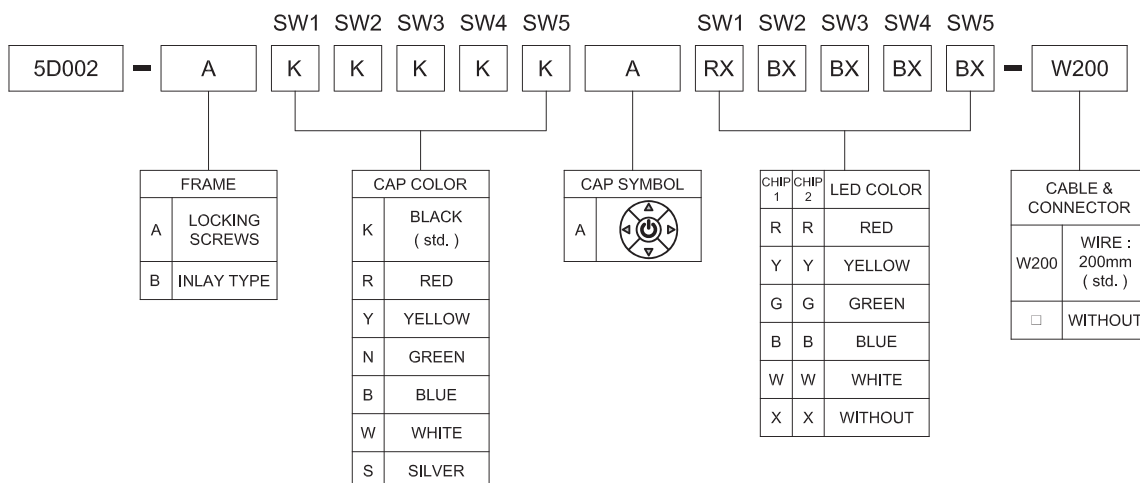 SW1 SW2 SW3 SW4 SW5 SW1 SW2 SW3 SW4 SW5
5D002 - A K K K K K A RX BX BX BX BX - W200
FRAME
A LOCKING SCREWS
B INLAY TYPE
CAP COLOR
K BLACK
( std. )
R RED
Y YELLOW
N GREEN
B BLUE
W WHITE
S SILVER
CAP SYMBOL
A
CHIP 1 CHIP 2 LED COLOR
R R RED
Y Y YELLOW
G G GREEN
B B BLUE
W W WHITE
X X WITHOUT
CABLE &
CONNECTOR
W200 WIRE :
200mm
( std. )
□ WITHOUT